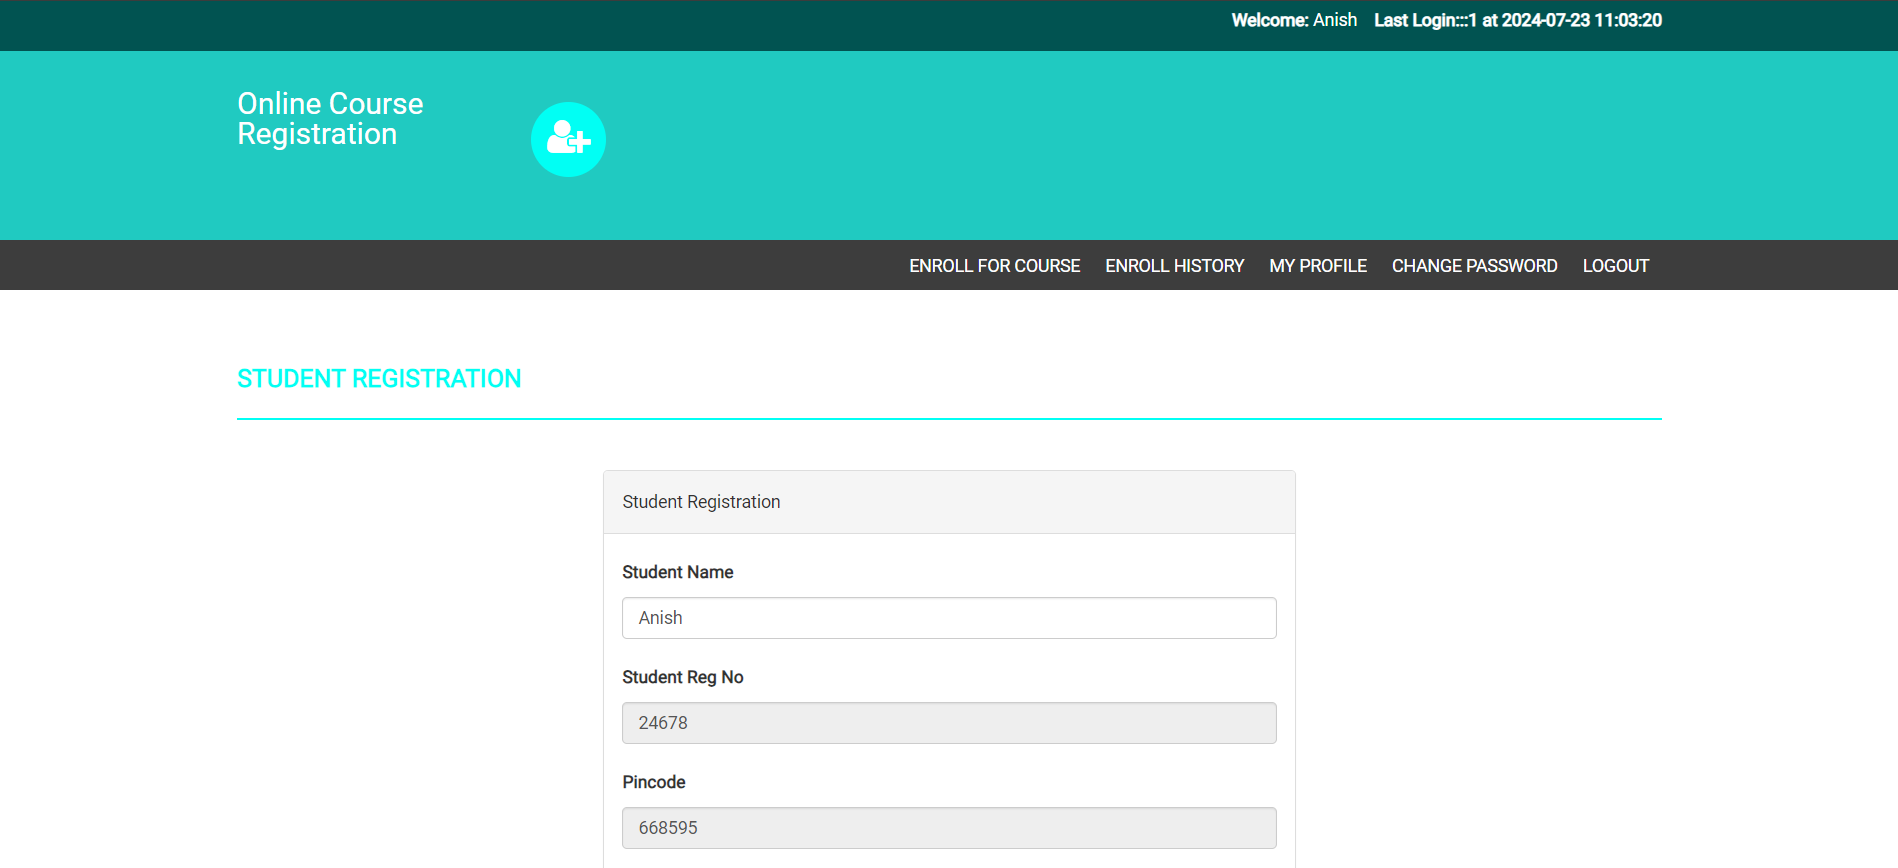 Welcome: Anish Last Login:::1 at 2024-07-23 11:03:20
Online Course
Registration
ENROLL FOR COURSE ENROLL HISTORY MY PROFILE CHANGE PASSWORD LOGOUT
STUDENT REGISTRATION
Student Registration
Student Name
Anish
Student Reg No
24678
Pincode
668595